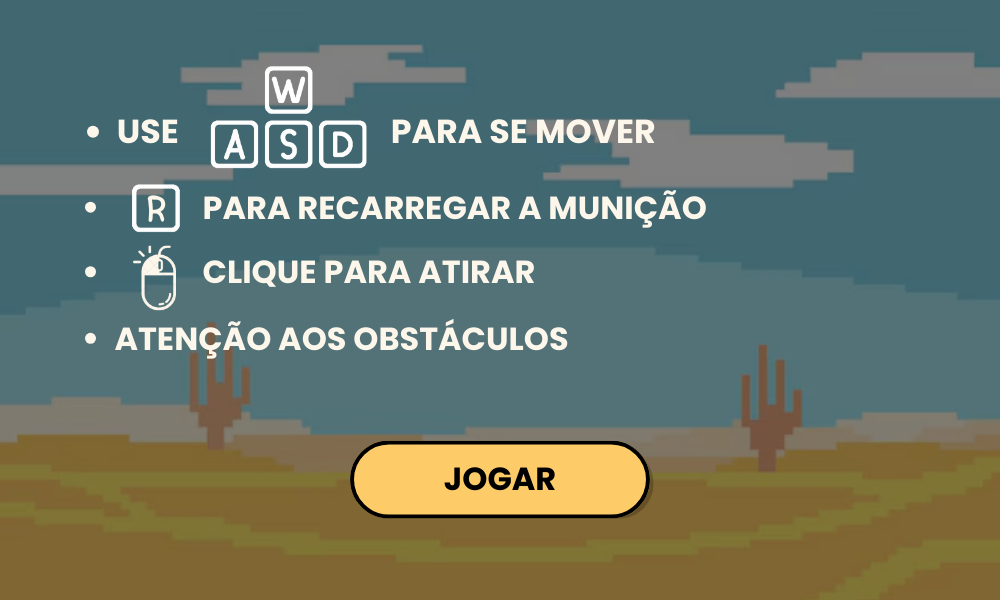 • USE W A S D PARA SE MOVER
• R PARA RECARREGAR A MUNIÇÃO
• CLIQUE PARA ATIRAR
• ATENÇÃO AOS OBSTÁCULOS
JOGAR